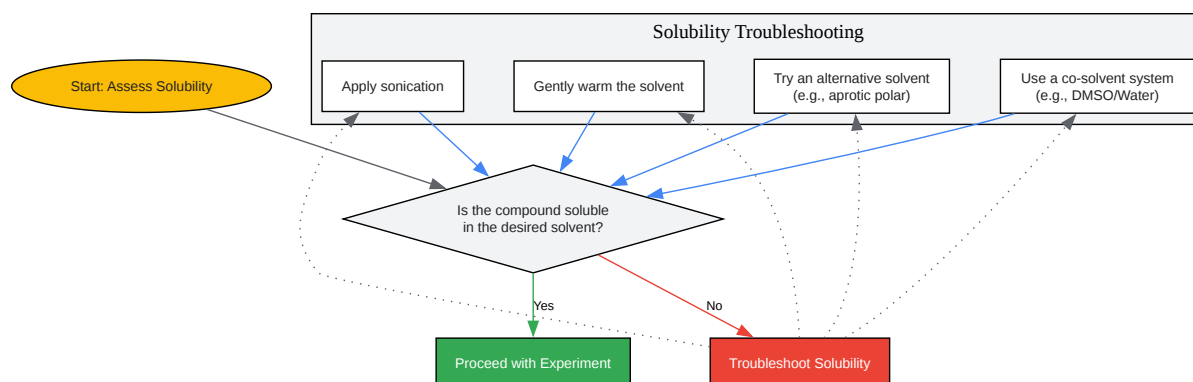 Solubility Troubleshooting
Start: Assess Solubility
Apply sonication
Gently warm the solvent
Try an alternative solvent
(e.g., aprotic polar)
Use a co-solvent system
(e.g., DMSO/Water)
Is the compound soluble
in the desired solvent?
Yes
No
Proceed with Experiment
Troubleshoot Solubility